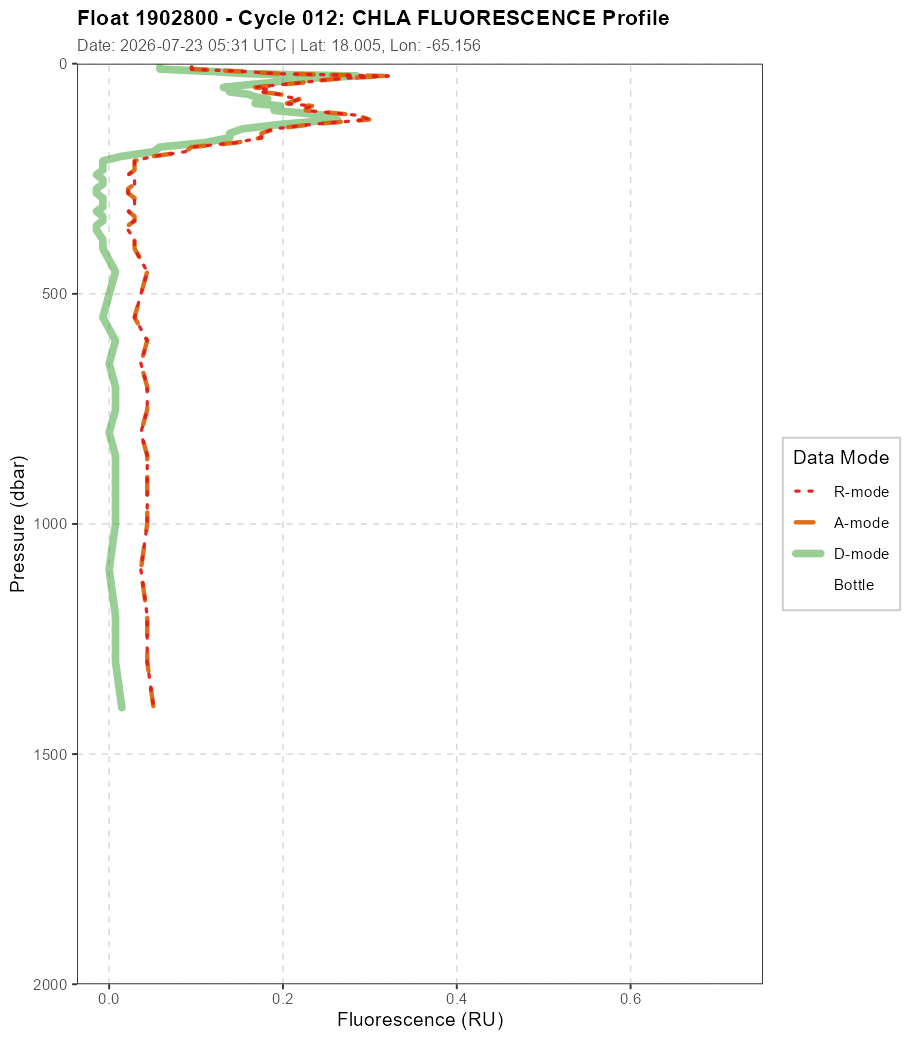 Float 1902800 - Cycle 012: CHLA FLUORESCENCE Profile
Date: 2026-07-23 05:31 UTC | Lat: 18.005, Lon: -65.156
0
500
1000
1500
2000
Pressure (dbar)
0.0
0.2
0.4
0.6
Fluorescence (RU)
Data Mode
R-mode
A-mode
D-mode
Bottle